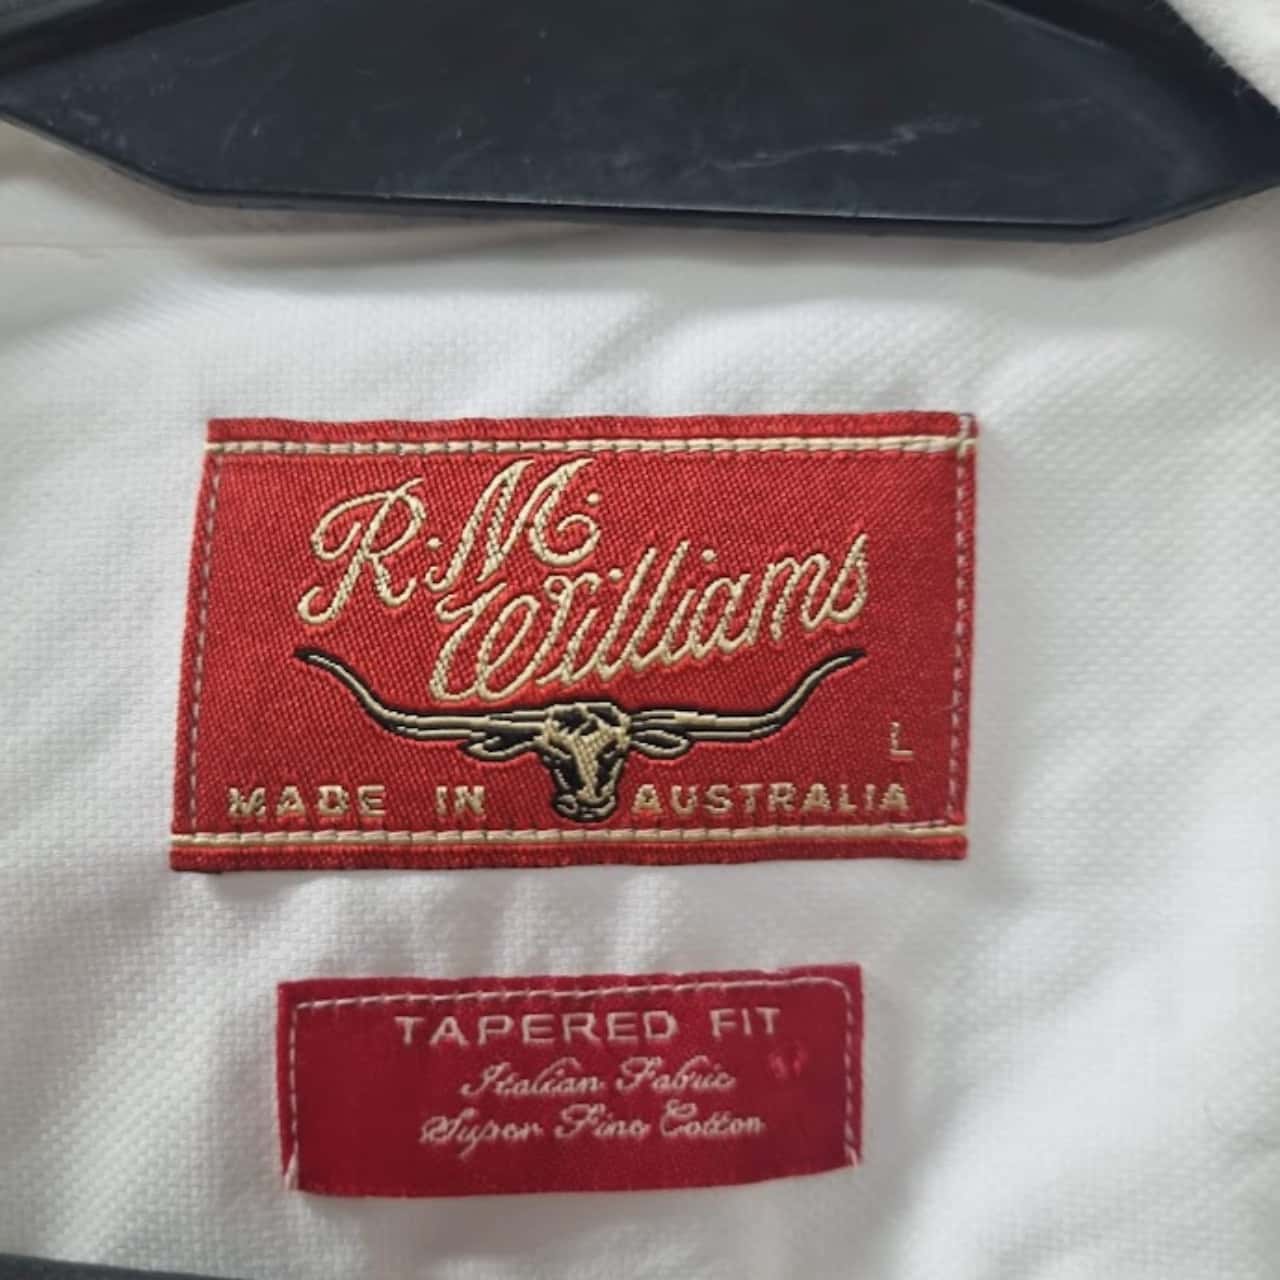 R.M.
Williams
L
MADE IN AUSTRALIA
TAPERED FIT
Italian Fabric
Super Fine Cotton